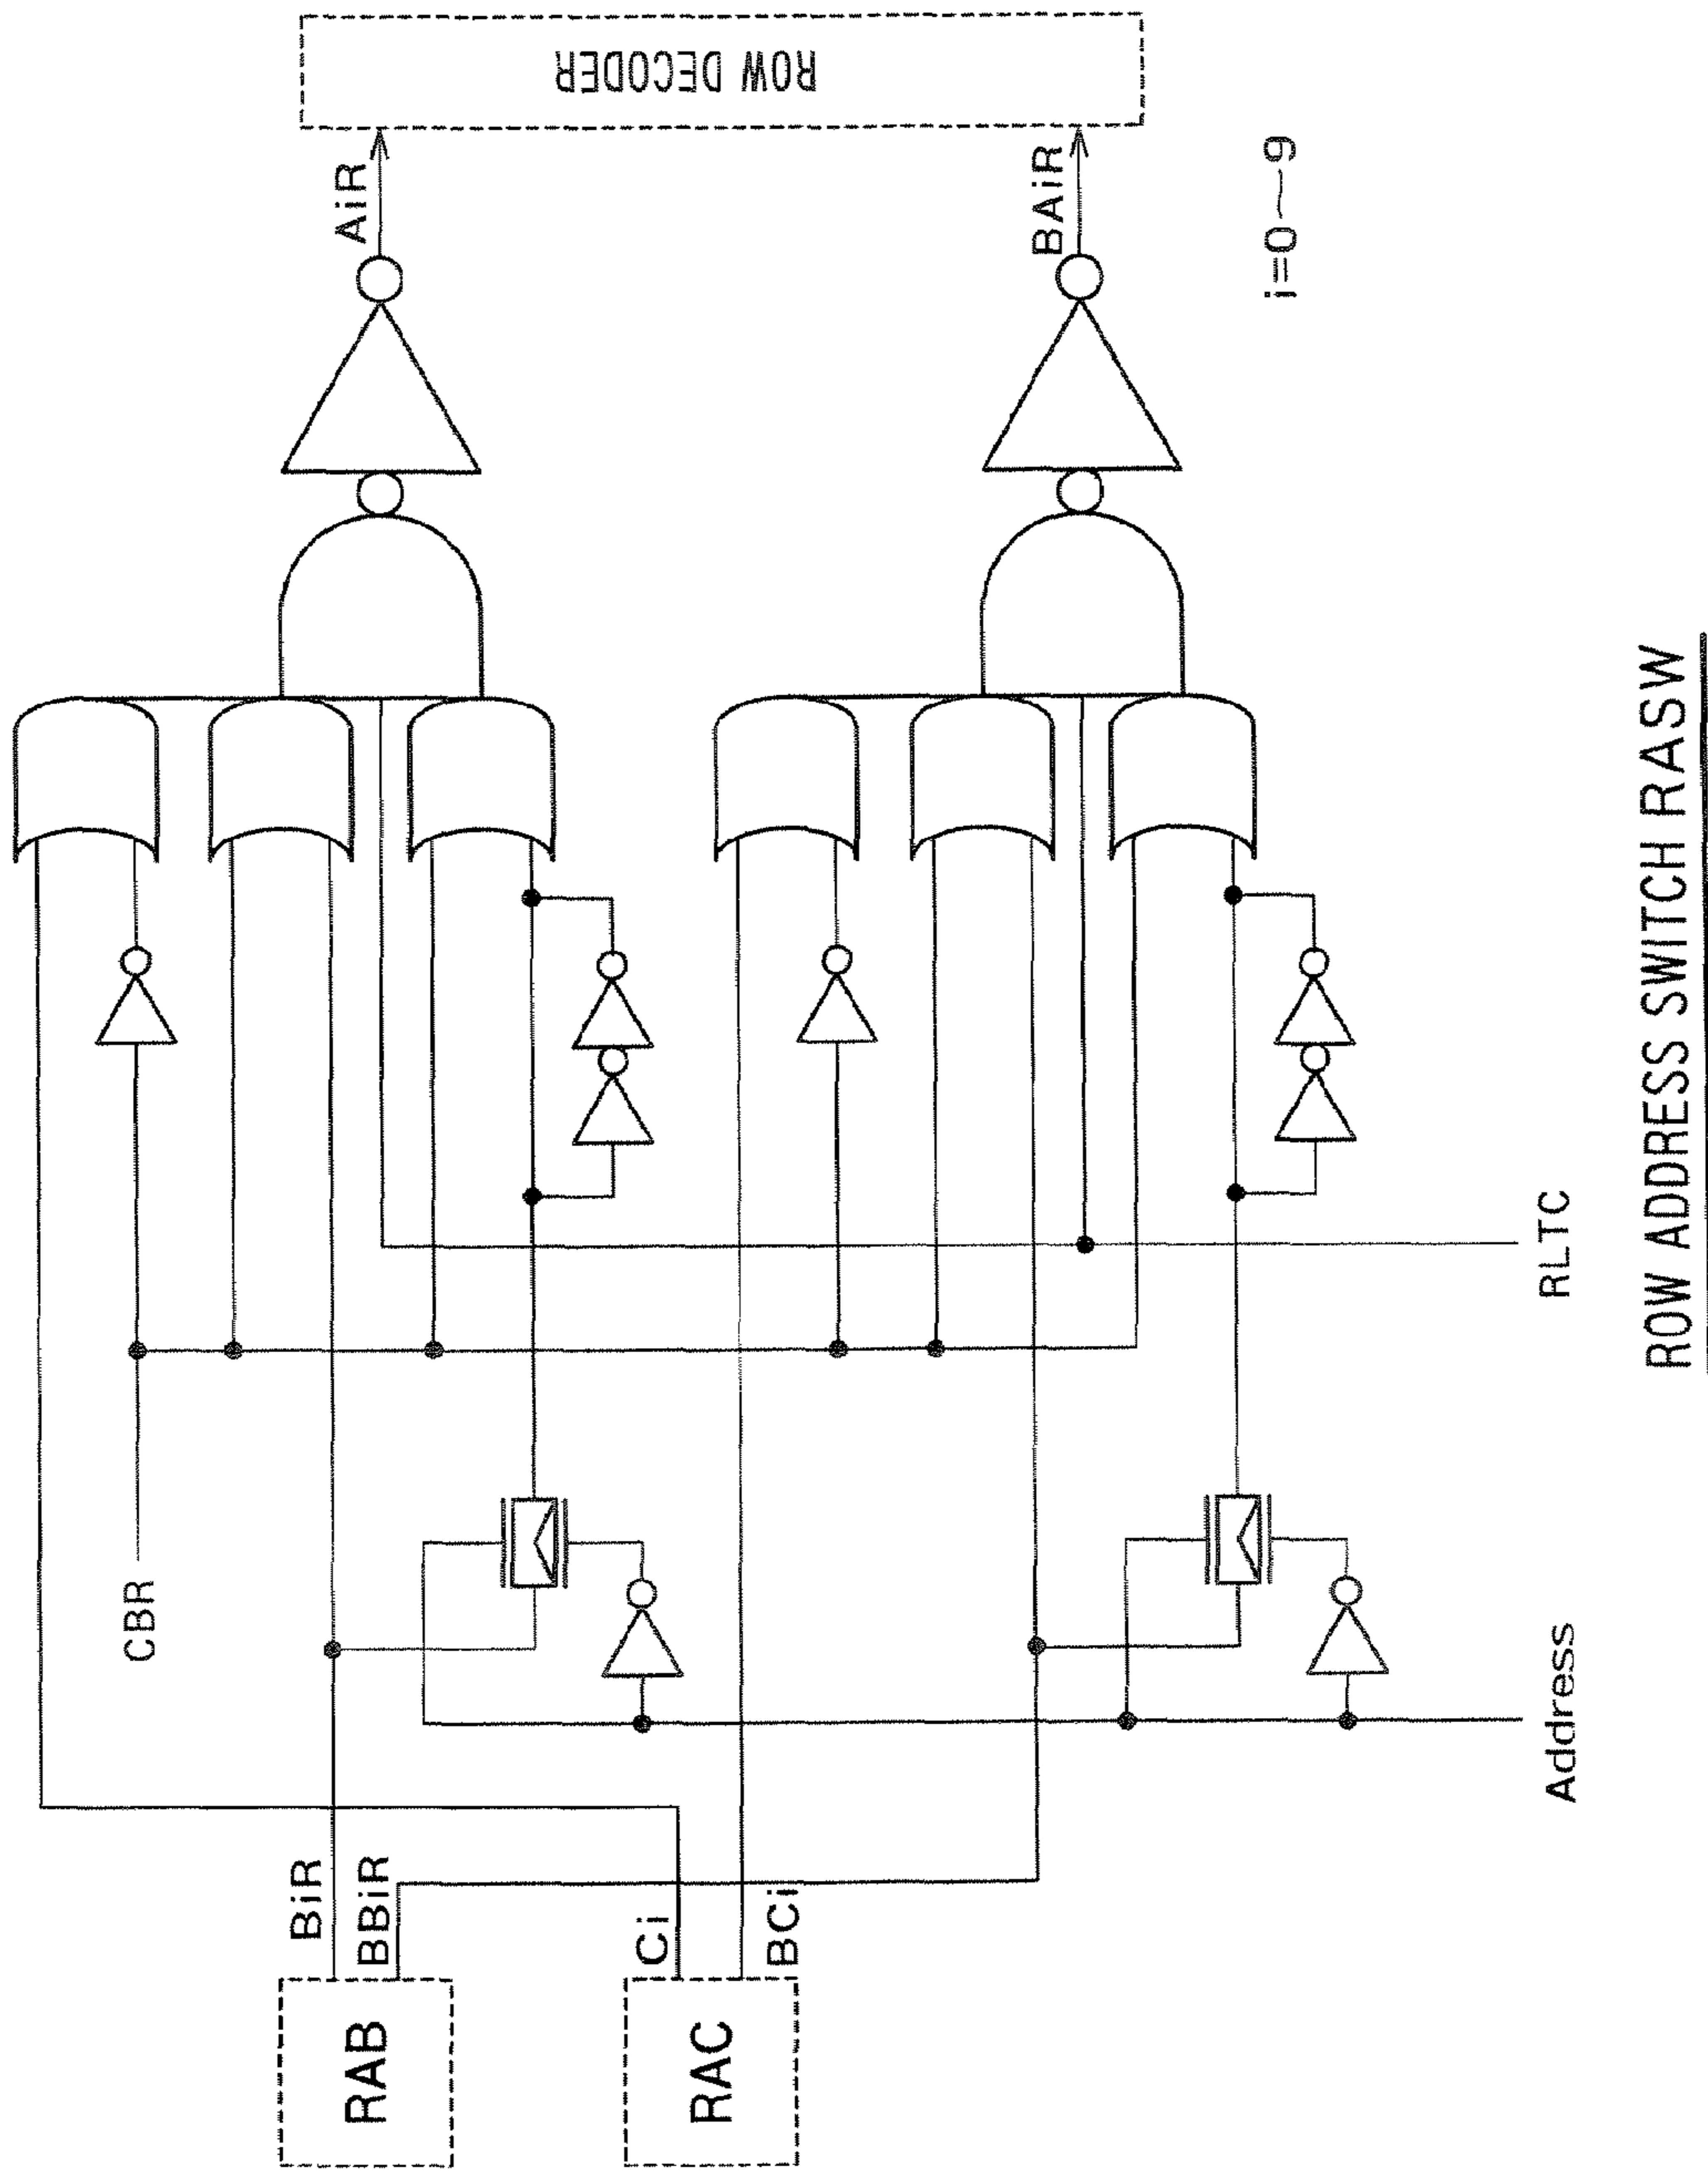 RAB
BiR
BBiR
RAC
Ci
BCi
CBR
Address
RLTC
AiR
BAiR
ROW DECODER
i=0~9
ROW ADDRESS SWITCH RASW